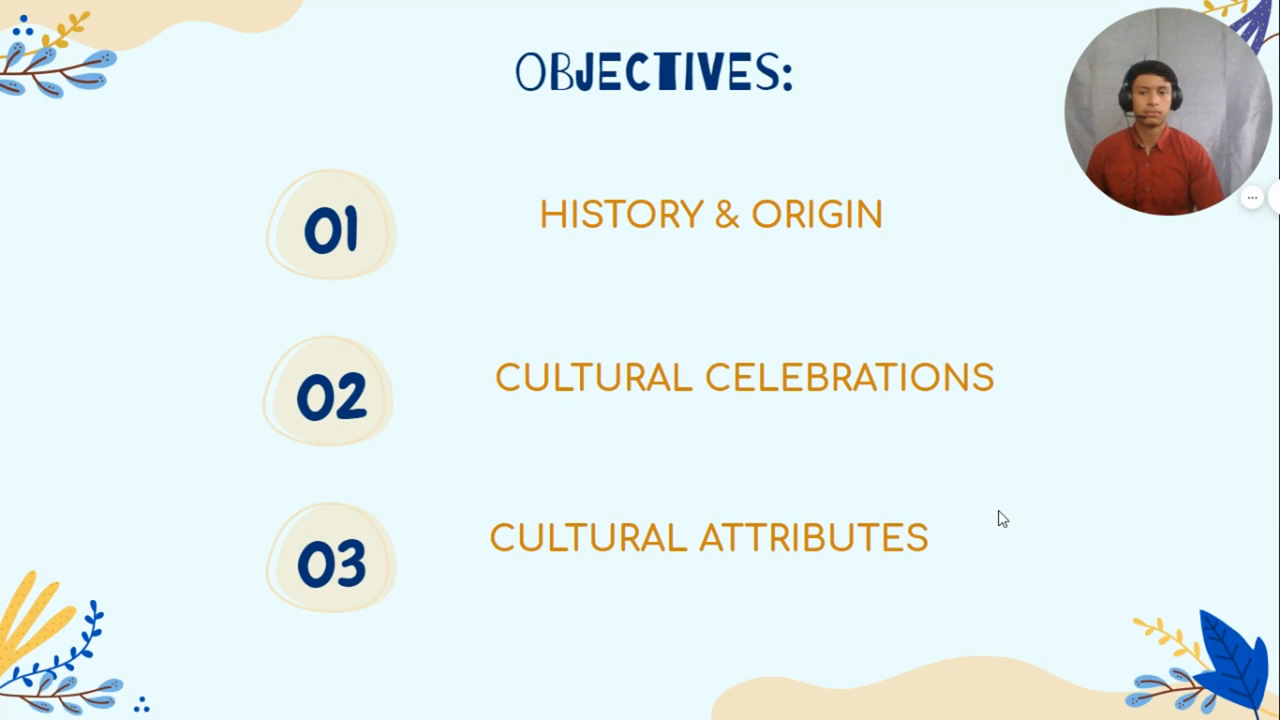 OBJECTIVES:
01
HISTORY & ORIGIN
02
CULTURAL CELEBRATIONS
03
CULTURAL ATTRIBUTES